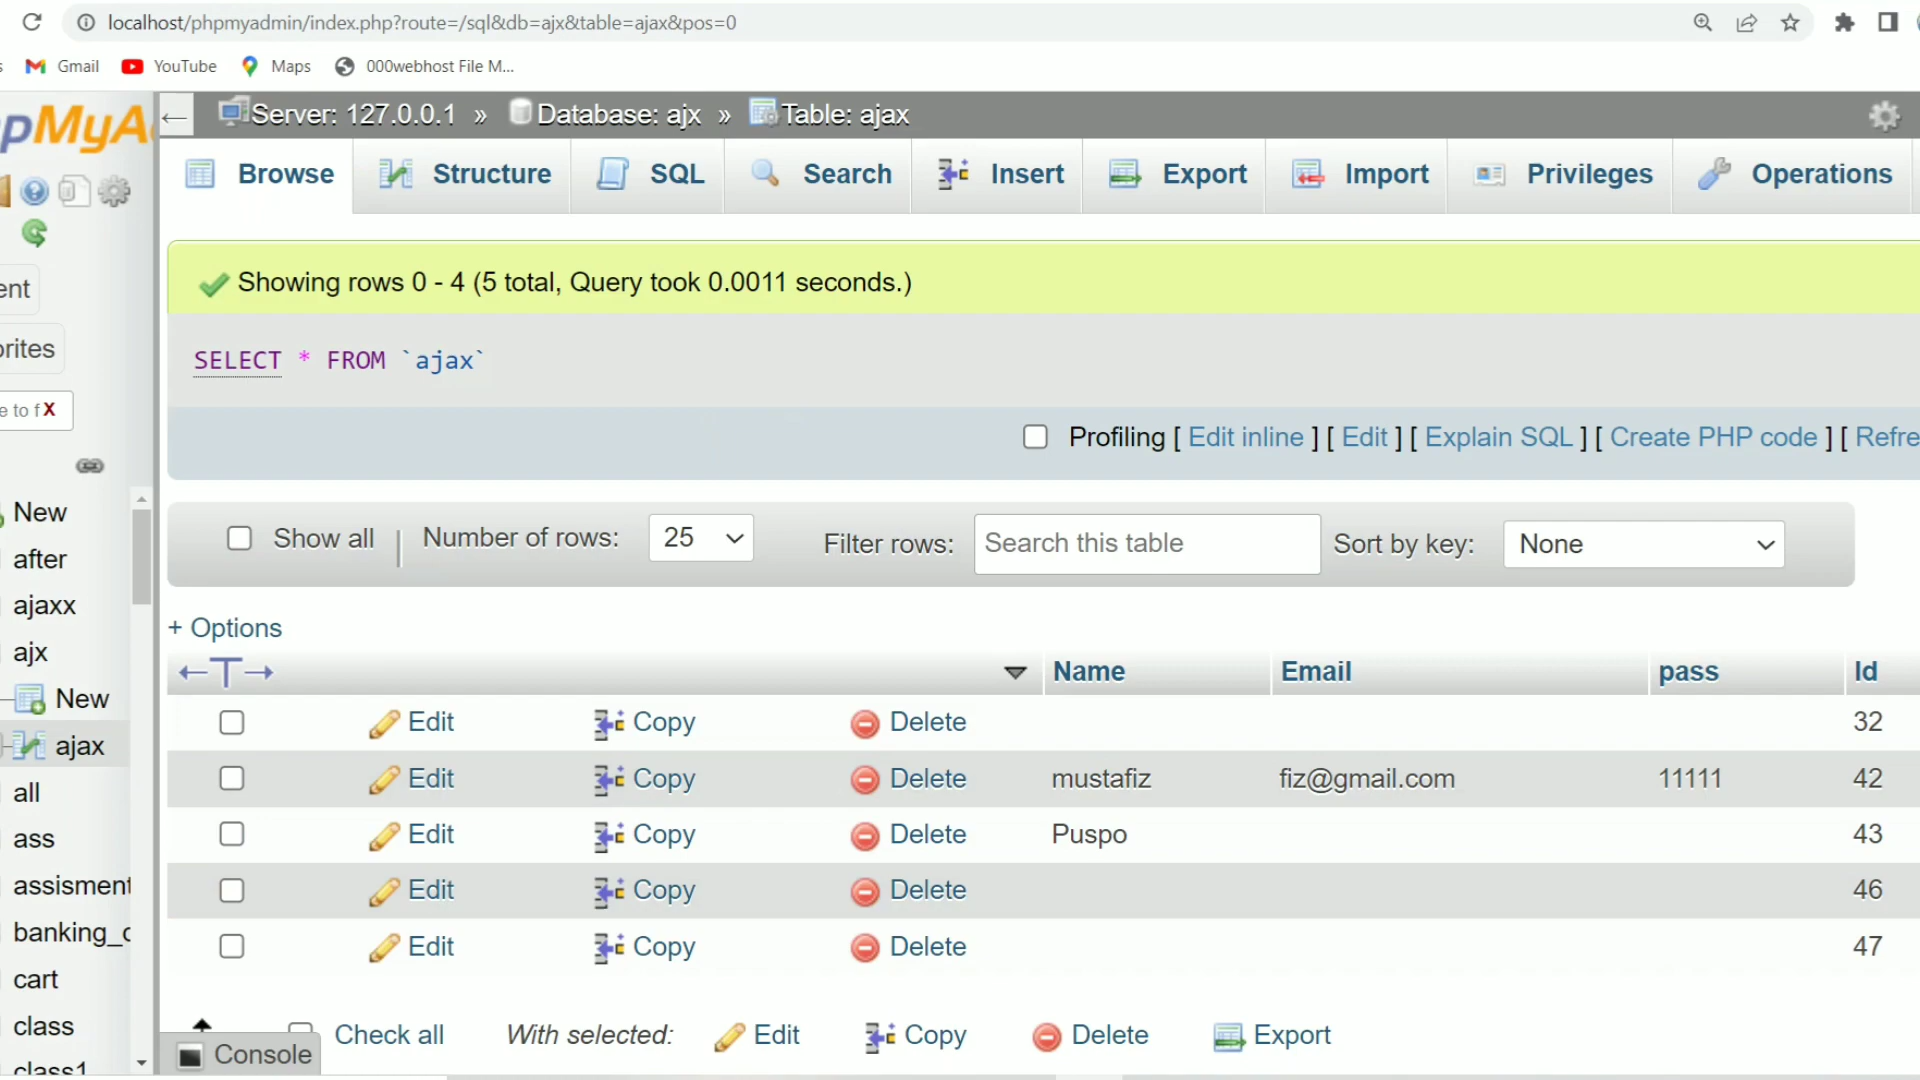 localhost/phpmyadmin/index.php?route=/sql&db=ajx&table=ajax&pos=0
Gmail YouTube Maps 000webhost File M...
pMyA
← Server: 127.0.0.1 » Database: ajx » Table: ajax
Browse Structure SQL Search Insert Export Import Privileges Operations
Showing rows 0 - 4 (5 total, Query took 0.0011 seconds.)
SELECT * FROM `ajax`
Profiling [ Edit inline ] [ Edit ] [ Explain SQL ] [ Create PHP code ] [ Refre
Show all | Number of rows: 25 Filter rows: Search this table Sort by key: None
+ Options
←T→ Name Email pass Id
Edit Copy Delete 32
Edit Copy Delete mustafiz fiz@gmail.com 11111 42
Edit Copy Delete Puspo 43
Edit Copy Delete 46
Edit Copy Delete 47
Check all With selected: Edit Copy Delete Export
Console
ent
orites
e to f X
New
after
ajaxx
ajx
New
ajax
all
ass
assisment
banking_c
cart
class
class1